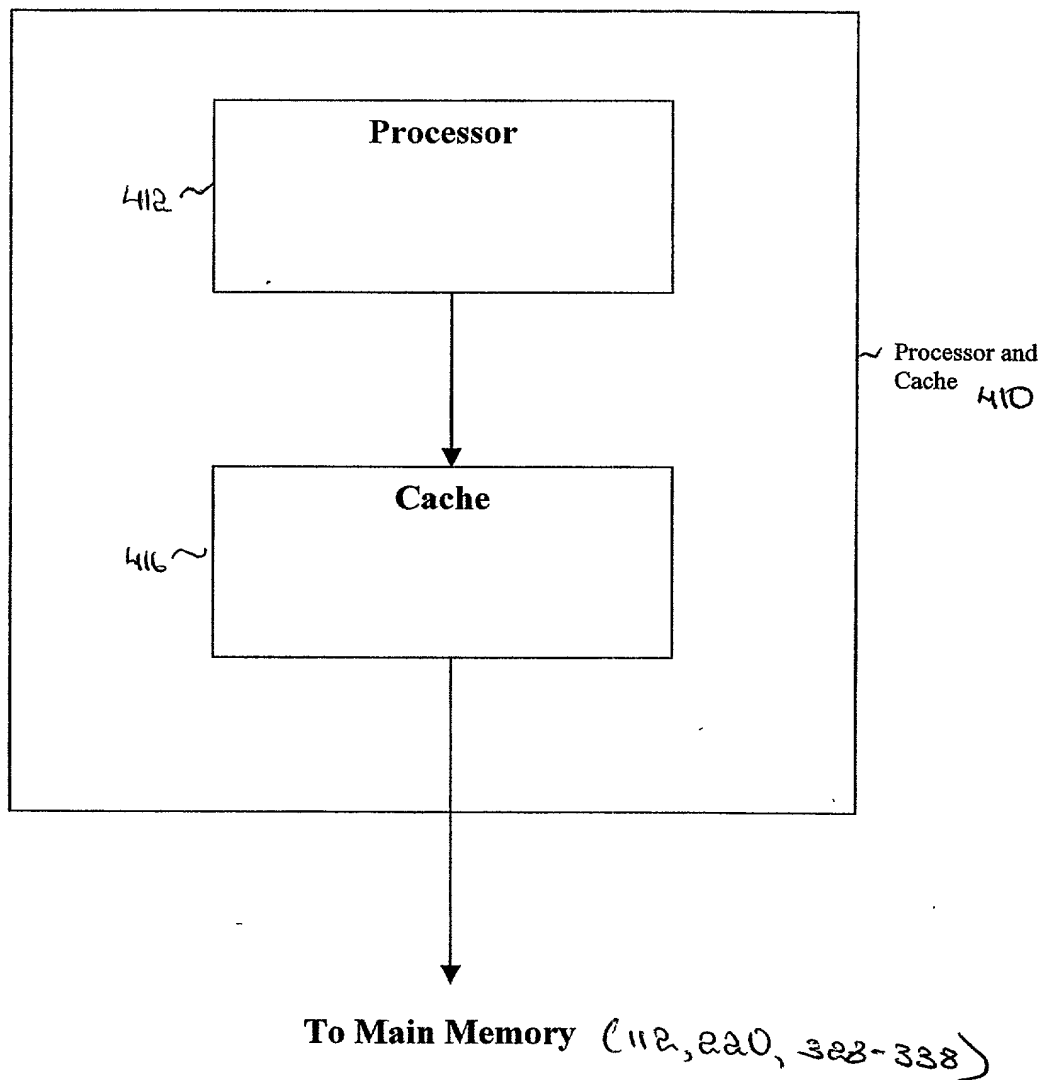 Processor
412
Processor and
Cache 410
Cache
416
To Main Memory (112, 220, 328-338)